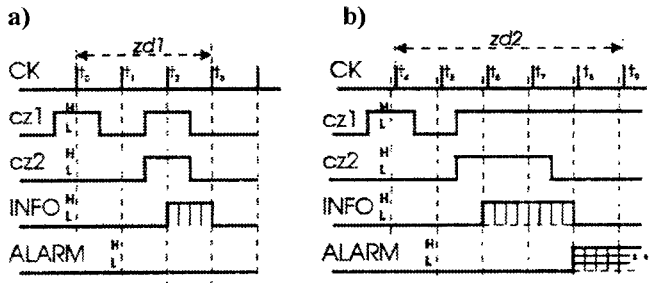 a)
zd1
CK t₀ t₁ t₂ t₃
cz1 H L
cz2 H L
INFO H L
ALARM H L
b)
zd2
CK t₄ t₅ t₆ t₇ t₈ t₉
cz1 H L
cz2 H L
INFO H L
ALARM H L